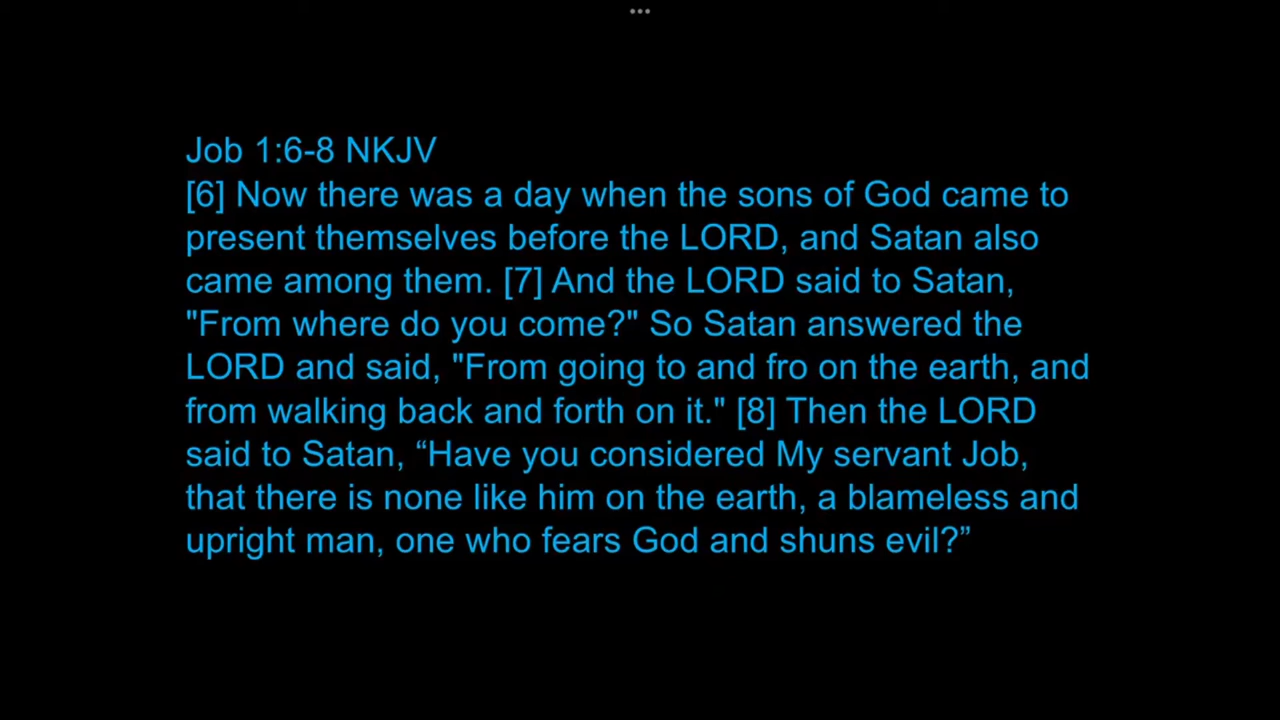 Job 1:6-8 NKJV
[6] Now there was a day when the sons of God came to
present themselves before the LORD, and Satan also
came among them. [7] And the LORD said to Satan,
"From where do you come?" So Satan answered the
LORD and said, "From going to and fro on the earth, and
from walking back and forth on it." [8] Then the LORD
said to Satan, “Have you considered My servant Job,
that there is none like him on the earth, a blameless and
upright man, one who fears God and shuns evil?”